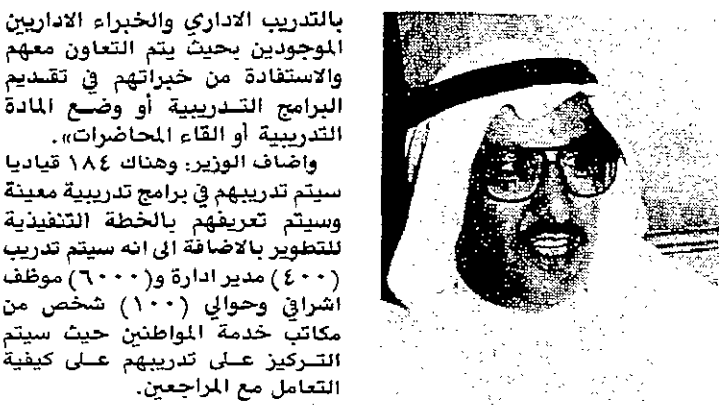 بالتدريب الاداري والخبراء الاداريين
الموجودين بحيث يتم التعاون معهم
والاستفادة من خبراتهم في تقديم
البرامج التدريبية أو وضع المادة
التدريبية أو القاء المحاضرات».
واضاف الوزير: وهناك ١٨٤ قياديا
سيتم تدريبهم في برامج تدريبية معينة
وسيتم تعريفهم بالخطة التنفيذية
للتطوير بالاضافة الى انه سيتم تدريب
(٤٠٠) مدير ادارة و(٦٠٠٠) موظف
اشرافي وحوالي (١٠٠) شخص من
مكاتب خدمة المواطنين حيث سيتم
التركيز على تدريبهم على كيفية
التعامل مع المراجعين.